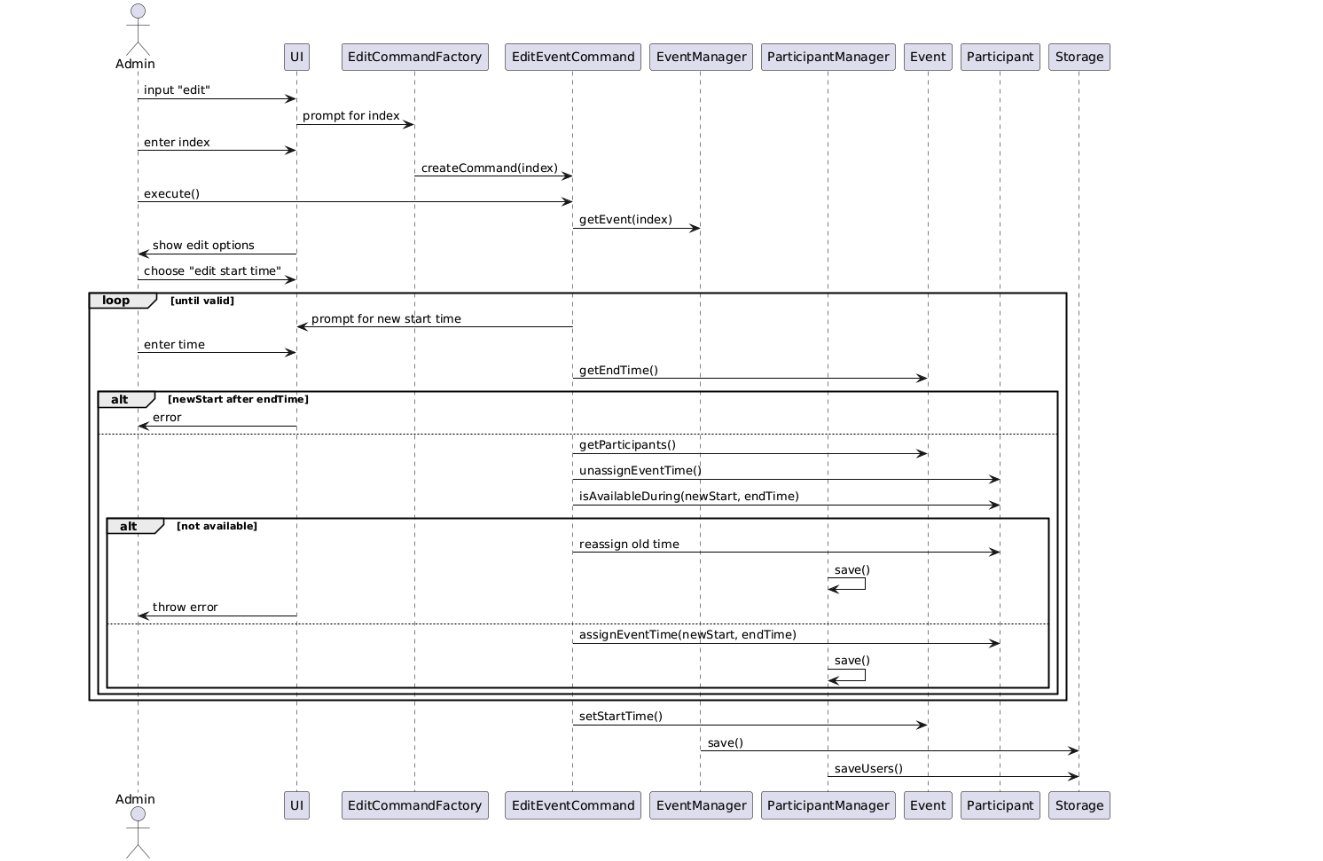 Admin
UI
EditCommandFactory
EditEventCommand
EventManager
ParticipantManager
Event
Participant
Storage
input "edit"
prompt for index
enter index
createCommand(index)
execute()
getEvent(index)
show edit options
choose "edit start time"
loop [until valid]
prompt for new start time
enter time
getEndTime()
alt [newStart after endTime]
error
getParticipants()
unassignEventTime()
isAvailableDuring(newStart, endTime)
alt [not available]
reassign old time
save()
throw error
assignEventTime(newStart, endTime)
save()
setStartTime()
save()
saveUsers()
Admin
UI
EditCommandFactory
EditEventCommand
EventManager
ParticipantManager
Event
Participant
Storage